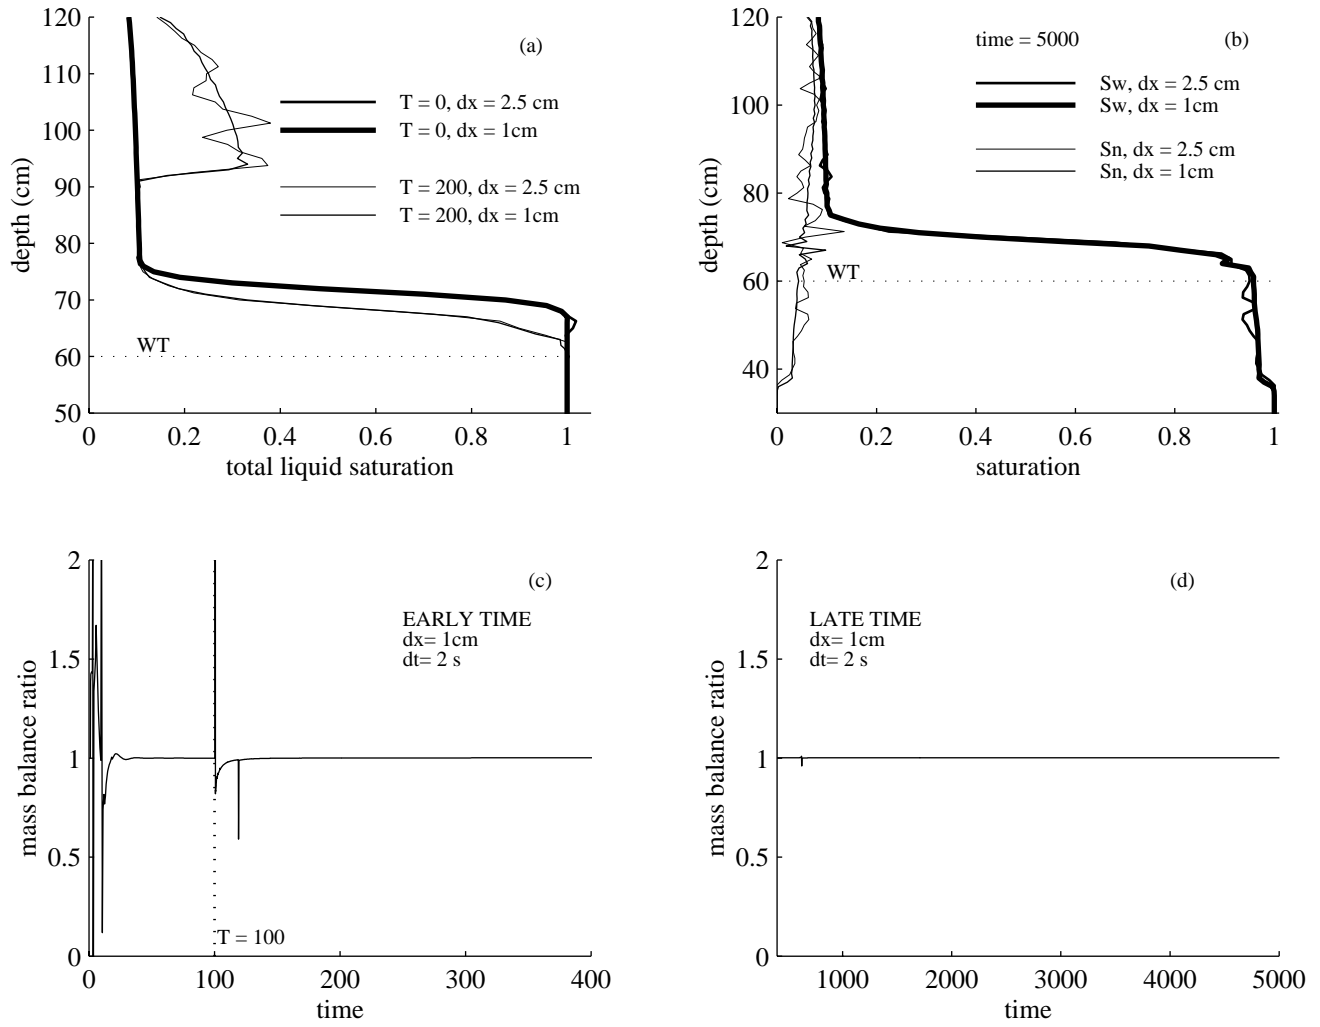 120
110
100
90
80
70
60
50
depth (cm)
(a)
T = 0, dx = 2.5 cm
T = 0, dx = 1cm
T = 200, dx = 2.5 cm
T = 200, dx = 1cm
WT
0 0.2 0.4 0.6 0.8 1
total liquid saturation
120
100
80
60
40
depth (cm)
time = 5000
(b)
Sw, dx = 2.5 cm
Sw, dx = 1cm
Sn, dx = 2.5 cm
Sn, dx = 1cm
WT
0 0.2 0.4 0.6 0.8 1
saturation
2
1.5
1
0.5
0
mass balance ratio
(c)
EARLY TIME
dx= 1cm
dt= 2 s
T = 100
0 100 200 300 400
time
2
1.5
1
0.5
0
mass balance ratio
(d)
LATE TIME
dx= 1cm
dt= 2 s
1000 2000 3000 4000 5000
time